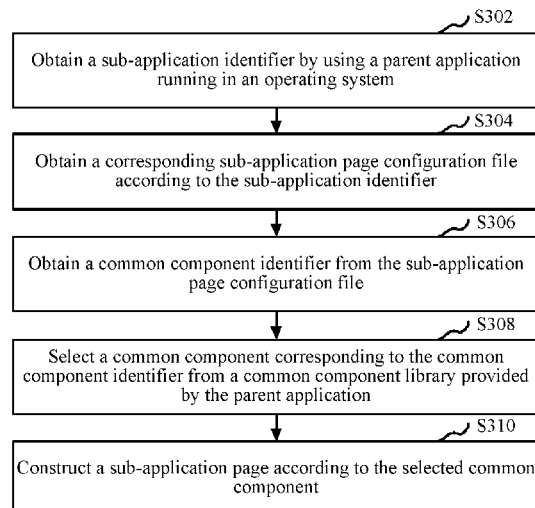 S302
Obtain a sub-application identifier by using a parent application
running in an operating system
S304
Obtain a corresponding sub-application page configuration file
according to the sub-application identifier
S306
Obtain a common component identifier from the sub-application
page configuration file
S308
Select a common component corresponding to the common
component identifier from a common component library provided
by the parent application
S310
Construct a sub-application page according to the selected common
component